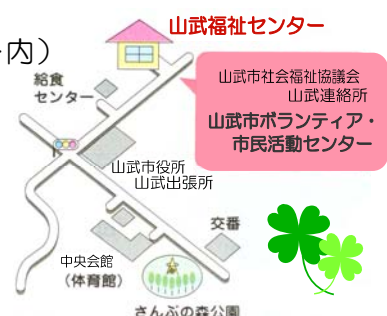 山武福祉センター
内）
給食
センター
山武市社会福祉協議会
山武連絡所
山武市ボランティア・
市民活動センター
山武市役所
山武出張所
交番
中央会館
（体育館）
さんぶの森公園